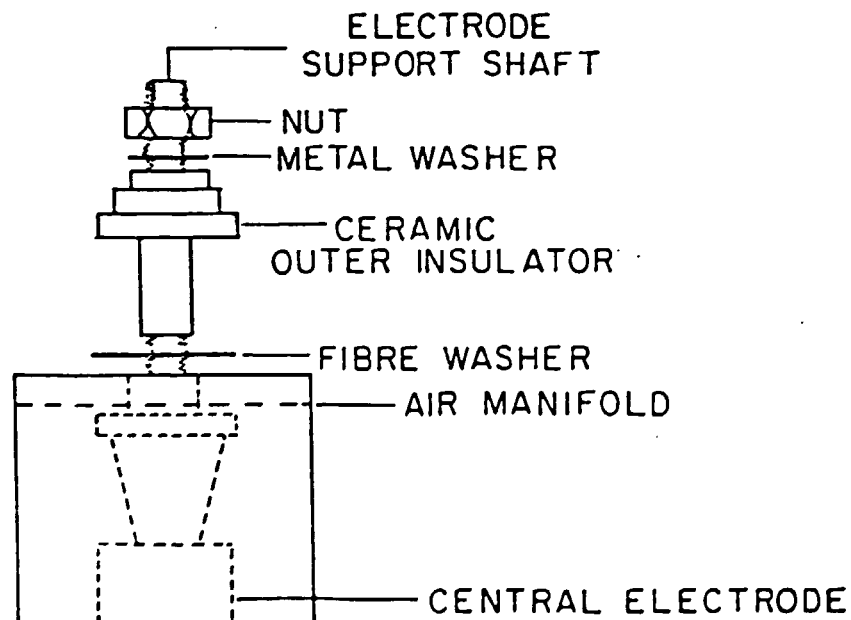 ELECTRODE
SUPPORT SHAFT
NUT
METAL WASHER
CERAMIC
OUTER INSULATOR
FIBRE WASHER
AIR MANIFOLD
CENTRAL ELECTRODE